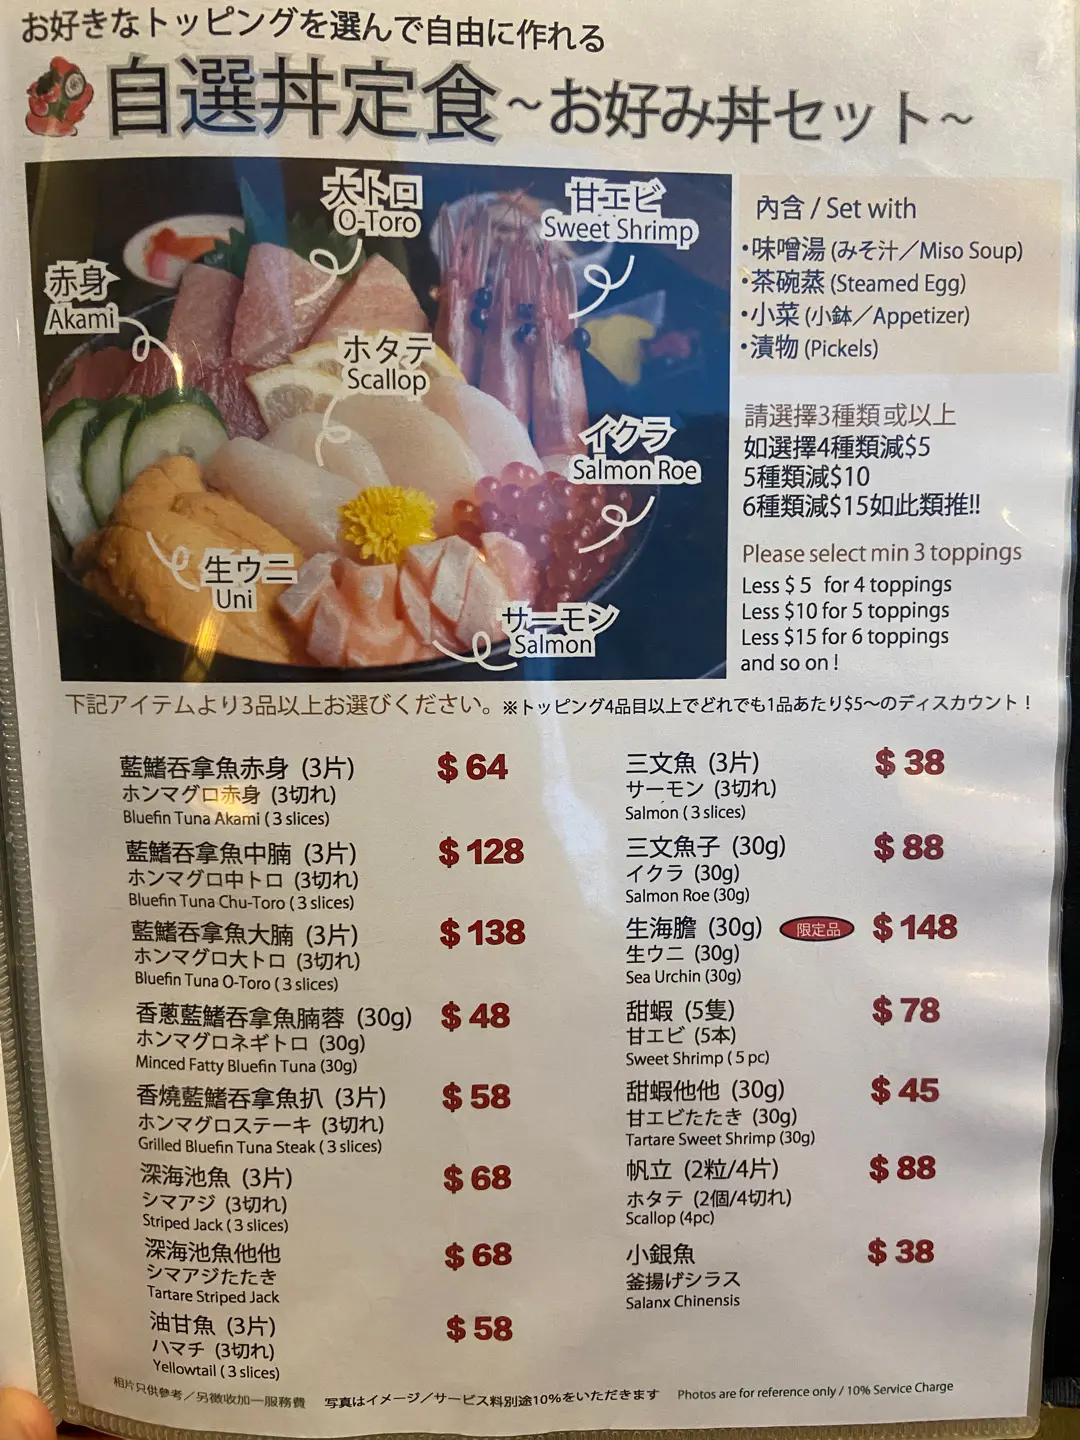 お好きなトッピングを選んで自由に作れる
自選丼定食~お好み丼セット~
大トロ
O-Toro
甘エビ
Sweet Shrimp
赤身
Akami
ホタテ
Scallop
イクラ
Salmon Roe
生ウニ
Uni
サーモン
Salmon
內含 / Set with
・味噌湯 (みそ汁／Miso Soup)
・茶碗蒸 (Steamed Egg)
・小菜 (小鉢／Appetizer)
・漬物 (Pickels)
請選擇3種類或以上
如選擇4種類減$5
5種類減$10
6種類減$15如此類推!!
Please select min 3 toppings
Less $ 5 for 4 toppings
Less $10 for 5 toppings
Less $15 for 6 toppings
and so on !
下記アイテムより3品以上お選びください。※トッピング4品目以上でどれでも1品あたり$5〜のディスカウント！
藍鰭吞拿魚赤身 (3片) $ 64
ホンマグロ赤身 (3切れ)
Bluefin Tuna Akami ( 3 slices)
藍鰭吞拿魚中腩 (3片) $ 128
ホンマグロ中トロ (3切れ)
Bluefin Tuna Chu-Toro ( 3 slices)
藍鰭吞拿魚大腩 (3片) $ 138
ホンマグロ大トロ (3切れ)
Bluefin Tuna O-Toro ( 3 slices)
香蔥藍鰭吞拿魚腩蓉 (30g) $ 48
ホンマグロネギトロ (30g)
Minced Fatty Bluefin Tuna (30g)
香燒藍鰭吞拿魚扒 (3片) $ 58
ホンマグロステーキ (3切れ)
Grilled Bluefin Tuna Steak ( 3 slices)
深海池魚 (3片) $ 68
シマアジ (3切れ)
Striped Jack ( 3 slices)
深海池魚他他 $ 68
シマアジたたき
Tartare Striped Jack
油甘魚 (3片) $ 58
ハマチ (3切れ)
Yellowtail ( 3 slices)
三文魚 (3片) $ 38
サーモン (3切れ)
Salmon ( 3 slices)
三文魚子 (30g) $ 88
イクラ (30g)
Salmon Roe (30g)
生海膽 (30g) 限定品 $ 148
生ウニ (30g)
Sea Urchin (30g)
甜蝦 (5隻) $ 78
甘エビ (5本)
Sweet Shrimp ( 5 pc)
甜蝦他他 (30g) $ 45
甘エビたたき (30g)
Tartare Sweet Shrimp (30g)
帆立 (2粒/4片) $ 88
ホタテ (2個/4切れ)
Scallop (4pc)
小銀魚 $ 38
釜揚げシラス
Salanx Chinensis
相片只供參考／另徵收加一服務費 写真はイメージ／サービス料別途10%をいただきます Photos are for reference only / 10% Service Charge